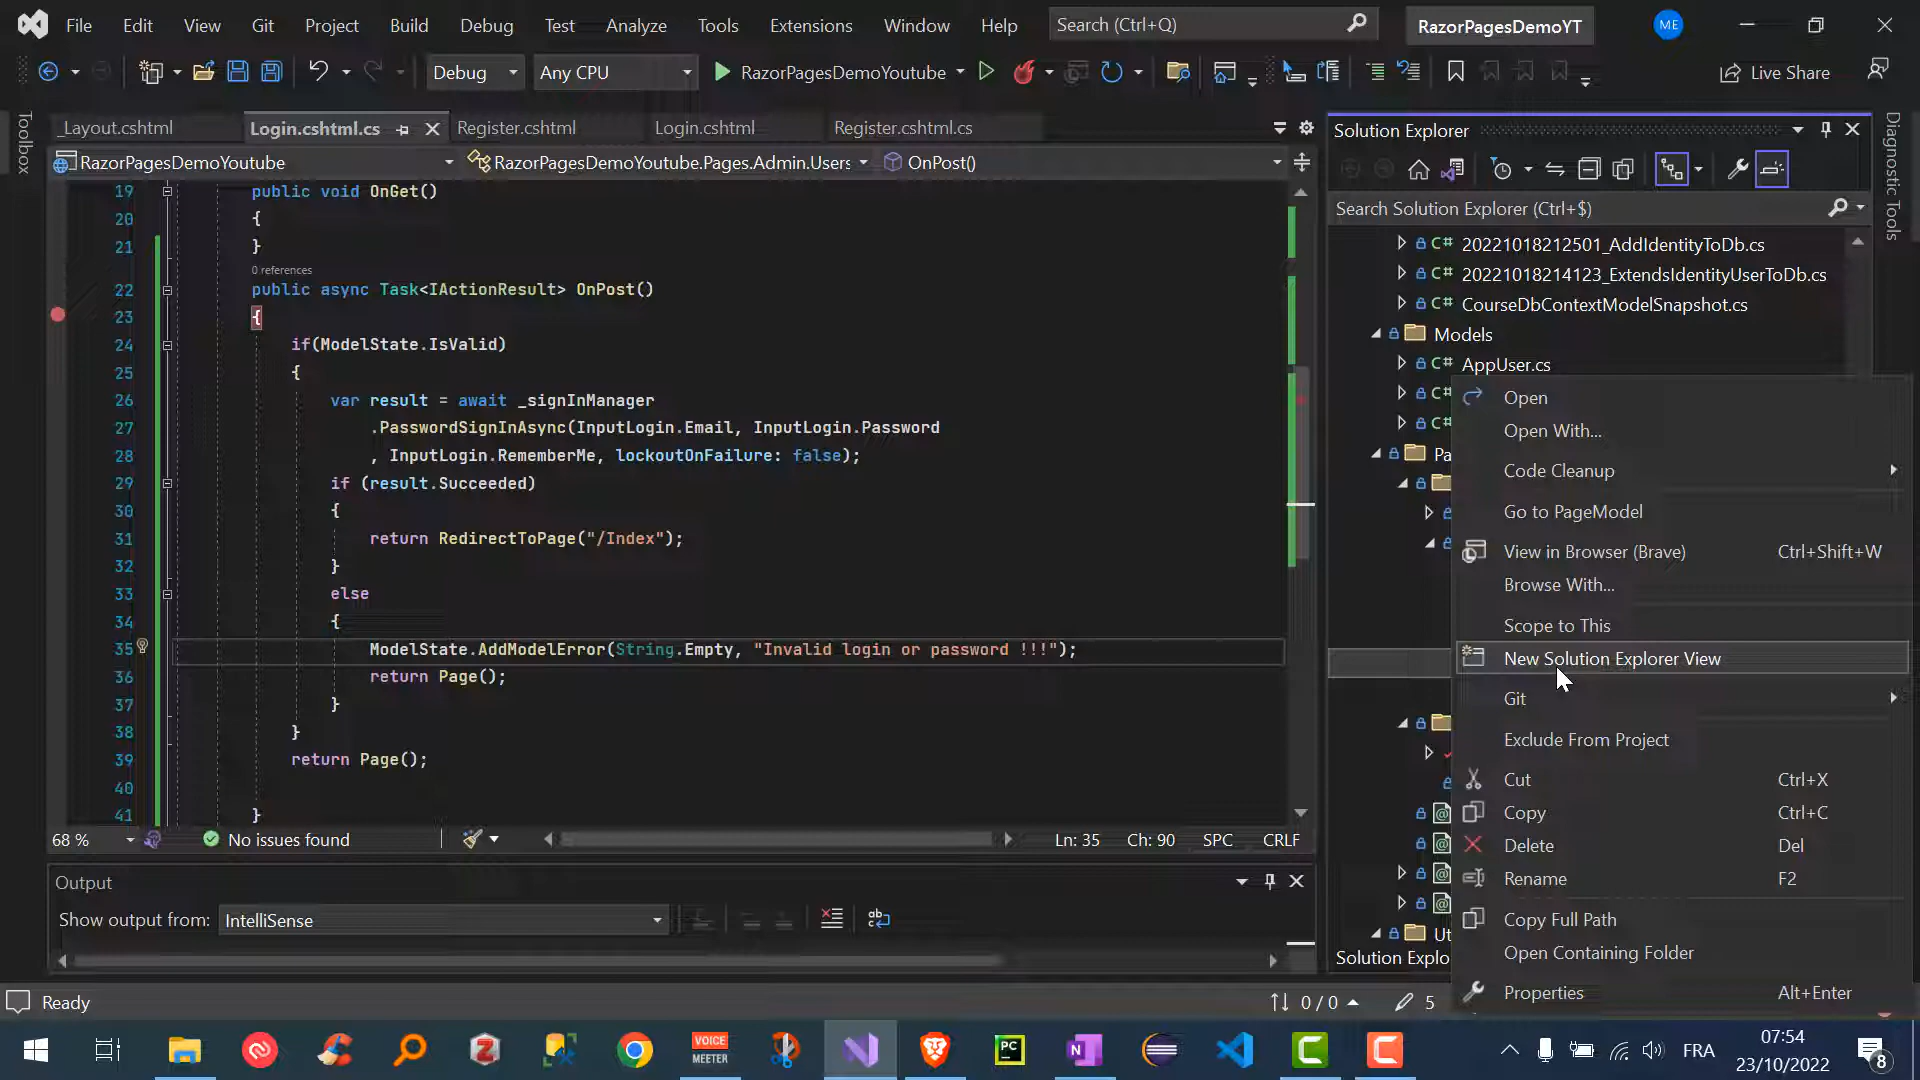 File Edit View Git Project Build Debug Test Analyze Tools Extensions Window Help Search (Ctrl+Q) RazorPagesDemoYT ME
Debug Any CPU RazorPagesDemoYoutube Live Share
Toolbox
_Layout.cshtml Login.cshtml.cs Register.cshtml Login.cshtml Register.cshtml.cs
RazorPagesDemoYoutube RazorPagesDemoYoutube.Pages.Admin.Users OnPost()
19 public void OnGet()
20 {
21 }
0 references
22 public async Task<IActionResult> OnPost()
23 {
24 if(ModelState.IsValid)
25 {
26 var result = await _signInManager
27 .PasswordSignInAsync(InputLogin.Email, InputLogin.Password
28 , InputLogin.RememberMe, lockoutOnFailure: false);
29 if (result.Succeeded)
30 {
31 return RedirectToPage("/Index");
32 }
33 else
34 {
35 ModelState.AddModelError(String.Empty, "Invalid login or password !!!");
36 return Page();
37 }
38 }
39 return Page();
40
41 }
68 % No issues found Ln: 35 Ch: 90 SPC CRLF
Output
Show output from: IntelliSense
Solution Explorer
Search Solution Explorer (Ctrl+$)
C# 20221018212501_AddIdentityToDb.cs
C# 20221018214123_ExtendsIdentityUserToDb.cs
C# CourseDbContextModelSnapshot.cs
Models
C# AppUser.cs
C#
C#
Pa
Ut
Solution Explo
Diagnostic Tools
Open
Open With...
Code Cleanup
Go to PageModel
View in Browser (Brave) Ctrl+Shift+W
Browse With...
Scope to This
New Solution Explorer View
Git
Exclude From Project
Cut Ctrl+X
Copy Ctrl+C
Delete Del
Rename F2
Copy Full Path
Open Containing Folder
Properties Alt+Enter
Ready 0 / 0 5
VOICE
MEETER
PC
N
FRA
07:54
23/10/2022
8